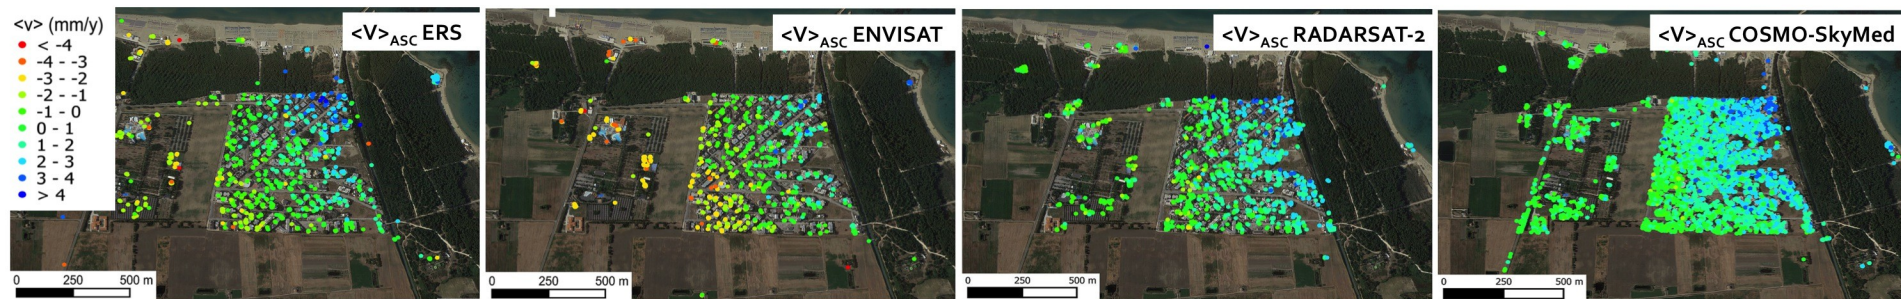 <v> (mm/y)
< -4
-4 - -3
-3 - -2
-2 - -1
-1 - 0
0 - 1
1 - 2
2 - 3
3 - 4
> 4
<V>ASC ERS
0 250 500 m
<V>ASC ENVISAT
0 250 500 m
<V>ASC RADARSAT-2
0 250 500 m
<V>ASC COSMO-SkyMed
0 250 500 m